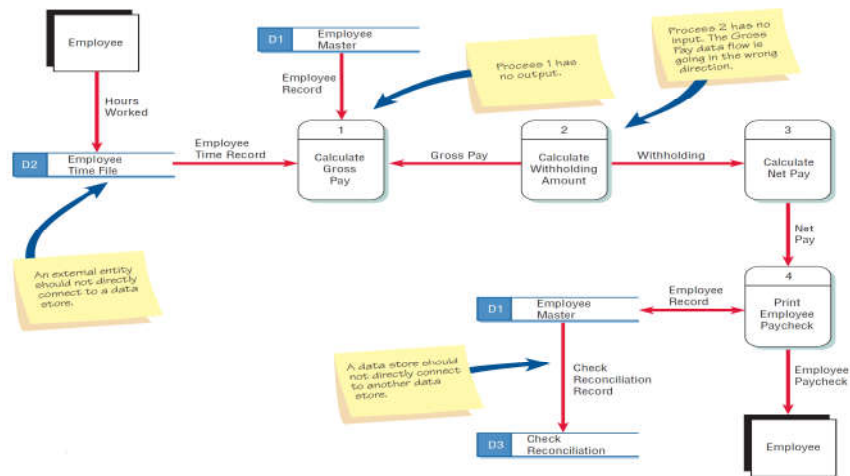 Employee
D1
Employee
Master
Process 1 has
no output.
Process 2 has no
input. The Gross
Pay data flow is
going in the wrong
direction.
Hours
Worked
Employee
Record
D2
Employee
Time File
Employee
Time Record
1
Calculate
Gross
Pay
Gross Pay
2
Calculate
Withholding
Amount
Withholding
3
Calculate
Net Pay
Net
Pay
An external entity
should not directly
connect to a data
store.
D1
Employee
Master
Employee
Record
4
Print
Employee
Paycheck
A data store should
not directly connect
to another data
store.
Check
Reconciliation
Record
Employee
Paycheck
D3
Check
Reconciliation
Employee